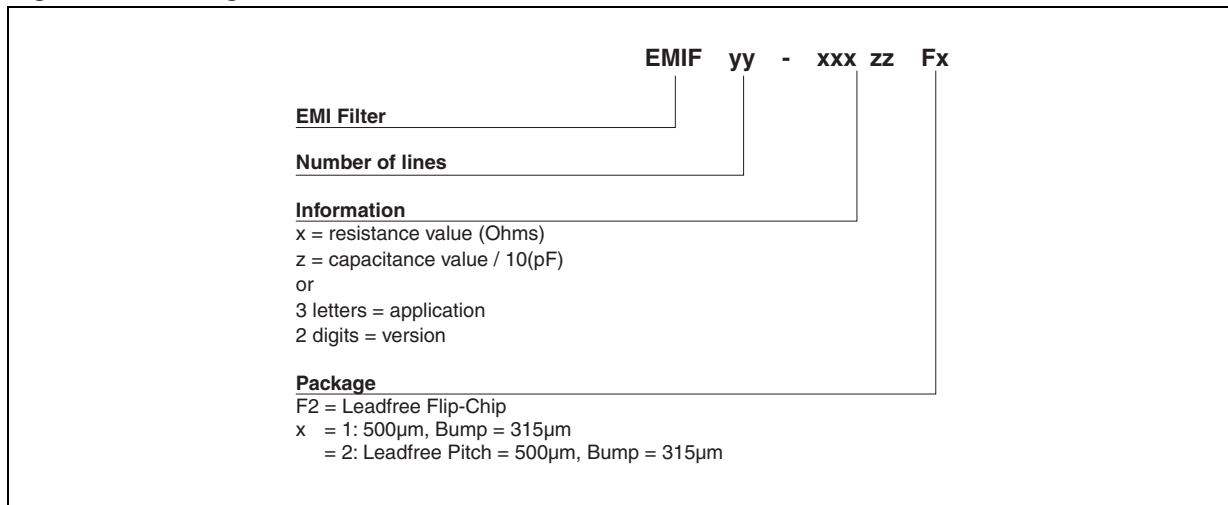 EMIF yy - xxx zz Fx
EMI Filter
Number of lines
Information
x = resistance value (Ohms)
z = capacitance value / 10(pF)
or
3 letters = application
2 digits = version
Package
F2 = Leadfree Flip-Chip
x = 1: 500µm, Bump = 315µm
= 2: Leadfree Pitch = 500µm, Bump = 315µm